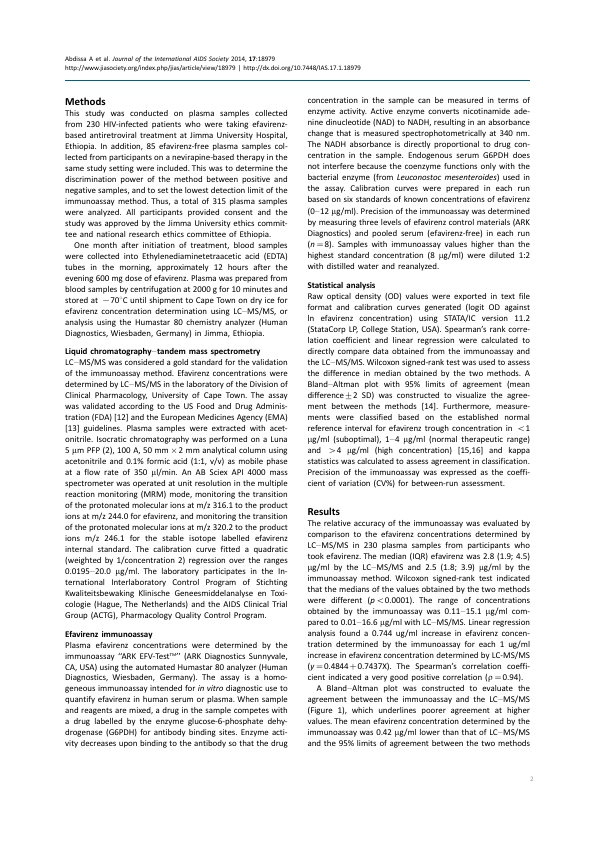 Abdissa A et al. Journal of the International AIDS Society 2014, 17:18979
http://www.jiasociety.org/index.php/jias/article/view/18979 | http://dx.doi.org/10.7448/IAS.17.1.18979
Methods
This study was conducted on plasma samples collected
from 230 HIV-infected patients who were taking efavirenz-
based antiretroviral treatment at Jimma University Hospital,
Ethiopia. In addition, 85 efavirenz-free plasma samples col-
lected from participants on a nevirapine-based therapy in the
same study setting were included. This was to determine the
discrimination power of the method between positive and
negative samples, and to set the lowest detection limit of the
immunoassay method. Thus, a total of 315 plasma samples
were analyzed. All participants provided consent and the
study was approved by the Jimma University ethics commit-
tee and national research ethics committee of Ethiopia.
One month after initiation of treatment, blood samples
were collected into Ethylenediaminetetraacetic acid (EDTA)
tubes in the morning, approximately 12 hours after the
evening 600 mg dose of efavirenz. Plasma was prepared from
blood samples by centrifugation at 2000 g for 10 minutes and
stored at −70°C until shipment to Cape Town on dry ice for
efavirenz concentration determination using LC–MS/MS, or
analysis using the Humastar 80 chemistry analyzer (Human
Diagnostics, Wiesbaden, Germany) in Jimma, Ethiopia.
Liquid chromatography–tandem mass spectrometry
LC–MS/MS was considered a gold standard for the validation
of the immunoassay method. Efavirenz concentrations were
determined by LC–MS/MS in the laboratory of the Division of
Clinical Pharmacology, University of Cape Town. The assay
was validated according to the US Food and Drug Adminis-
tration (FDA) [12] and the European Medicines Agency (EMA)
[13] guidelines. Plasma samples were extracted with acet-
onitrile. Isocratic chromatography was performed on a Luna
5 μm PFP (2), 100 A, 50 mm × 2 mm analytical column using
acetonitrile and 0.1% formic acid (1:1, v/v) as mobile phase
at a flow rate of 350 μl/min. An AB Sciex API 4000 mass
spectrometer was operated at unit resolution in the multiple
reaction monitoring (MRM) mode, monitoring the transition
of the protonated molecular ions at m/z 316.1 to the product
ions at m/z 244.0 for efavirenz, and monitoring the transition
of the protonated molecular ions at m/z 320.2 to the product
ions m/z 246.1 for the stable isotope labelled efavirenz
internal standard. The calibration curve fitted a quadratic
(weighted by 1/concentration 2) regression over the ranges
0.0195–20.0 μg/ml. The laboratory participates in the In-
ternational Interlaboratory Control Program of Stichting
Kwaliteitsbewaking Klinische Geneesmiddelanalyse en Toxi-
cologie (Hague, The Netherlands) and the AIDS Clinical Trial
Group (ACTG), Pharmacology Quality Control Program.
Efavirenz immunoassay
Plasma efavirenz concentrations were determined by the
immunoassay "ARK EFV-Test™" (ARK Diagnostics Sunnyvale,
CA, USA) using the automated Humastar 80 analyzer (Human
Diagnostics, Wiesbaden, Germany). The assay is a homo-
geneous immunoassay intended for in vitro diagnostic use to
quantify efavirenz in human serum or plasma. When sample
and reagents are mixed, a drug in the sample competes with
a drug labelled by the enzyme glucose-6-phosphate dehy-
drogenase (G6PDH) for antibody binding sites. Enzyme acti-
vity decreases upon binding to the antibody so that the drug
concentration in the sample can be measured in terms of
enzyme activity. Active enzyme converts nicotinamide ade-
nine dinucleotide (NAD) to NADH, resulting in an absorbance
change that is measured spectrophotometrically at 340 nm.
The NADH absorbance is directly proportional to drug con-
centration in the sample. Endogenous serum G6PDH does
not interfere because the coenzyme functions only with the
bacterial enzyme (from Leuconostoc mesenteroides) used in
the assay. Calibration curves were prepared in each run
based on six standards of known concentrations of efavirenz
(0–12 μg/ml). Precision of the immunoassay was determined
by measuring three levels of efavirenz control materials (ARK
Diagnostics) and pooled serum (efavirenz-free) in each run
(n=8). Samples with immunoassay values higher than the
highest standard concentration (8 μg/ml) were diluted 1:2
with distilled water and reanalyzed.
Statistical analysis
Raw optical density (OD) values were exported in text file
format and calibration curves generated (logit OD against
ln efavirenz concentration) using STATA/IC version 11.2
(StataCorp LP, College Station, USA). Spearman's rank corre-
lation coefficient and linear regression were calculated to
directly compare data obtained from the immunoassay and
the LC–MS/MS. Wilcoxon signed-rank test was used to assess
the difference in median obtained by the two methods. A
Bland–Altman plot with 95% limits of agreement (mean
difference±2 SD) was constructed to visualize the agree-
ment between the methods [14]. Furthermore, measure-
ments were classified based on the established normal
reference interval for efavirenz trough concentration in <1
μg/ml (suboptimal), 1–4 μg/ml (normal therapeutic range)
and >4 μg/ml (high concentration) [15,16] and kappa
statistics was calculated to assess agreement in classification.
Precision of the immunoassay was expressed as the coeffi-
cient of variation (CV%) for between-run assessment.
Results
The relative accuracy of the immunoassay was evaluated by
comparison to the efavirenz concentrations determined by
LC–MS/MS in 230 plasma samples from participants who
took efavirenz. The median (IQR) efavirenz was 2.8 (1.9; 4.5)
μg/ml by the LC–MS/MS and 2.5 (1.8; 3.9) μg/ml by the
immunoassay method. Wilcoxon signed-rank test indicated
that the medians of the values obtained by the two methods
were different (p<0.0001). The range of concentrations
obtained by the immunoassay was 0.11–15.1 μg/ml com-
pared to 0.01–16.6 μg/ml with LC–MS/MS. Linear regression
analysis found a 0.744 ug/ml increase in efavirenz concen-
tration determined by the immunoassay for each 1 ug/ml
increase in efavirenz concentration determined by LC-MS/MS
(y=0.4844+0.7437X). The Spearman's correlation coeffi-
cient indicated a very good positive correlation (ρ=0.94).
A Bland–Altman plot was constructed to evaluate the
agreement between the immunoassay and the LC–MS/MS
(Figure 1), which underlines poorer agreement at higher
values. The mean efavirenz concentration determined by the
immunoassay was 0.42 μg/ml lower than that of LC–MS/MS
and the 95% limits of agreement between the two methods
2